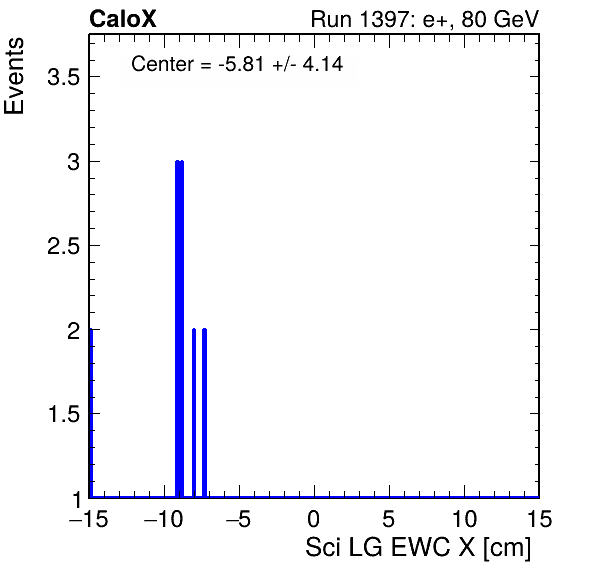 CaloX Run 1397: e+, 80 GeV
Center = -5.81 +/- 4.14
Events
3.5
3
2.5
2
1.5
1
−15 −10 −5 0 5 10 15
Sci LG EWC X [cm]